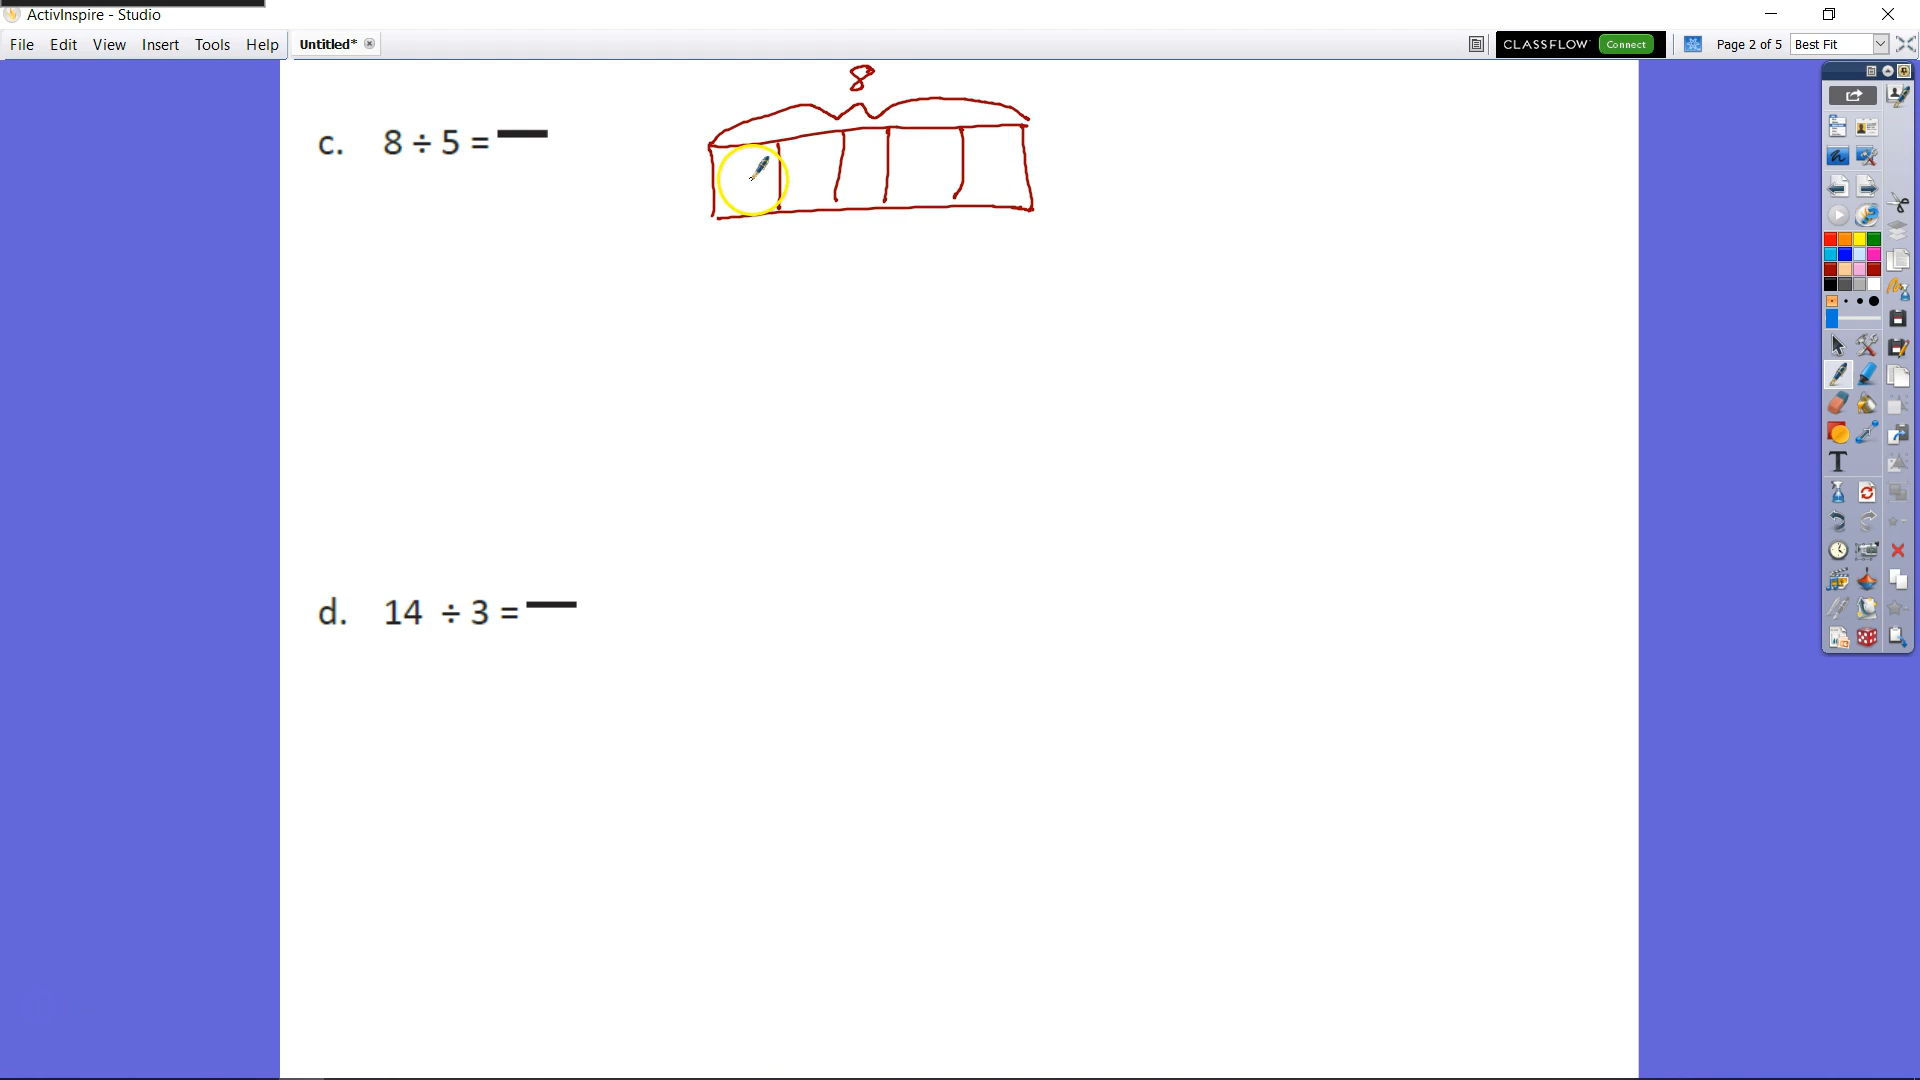 ActivInspire - Studio
File Edit View Insert Tools Help Untitled* CLASSFLOW Connect Page 2 of 5 Best Fit
8
c. 8 ÷ 5 =
d. 14 ÷ 3 =
T